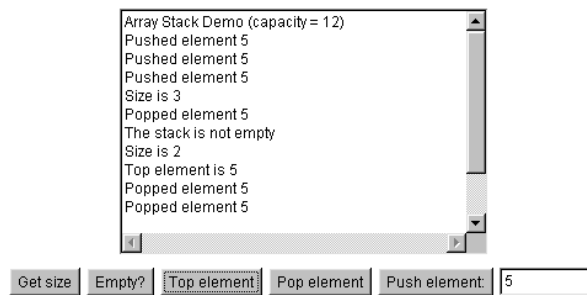 Array Stack Demo (capacity = 12)
Pushed element 5
Pushed element 5
Pushed element 5
Size is 3
Popped element 5
The stack is not empty
Size is 2
Top element is 5
Popped element 5
Popped element 5
Get size Empty? Top element Pop element Push element: 5